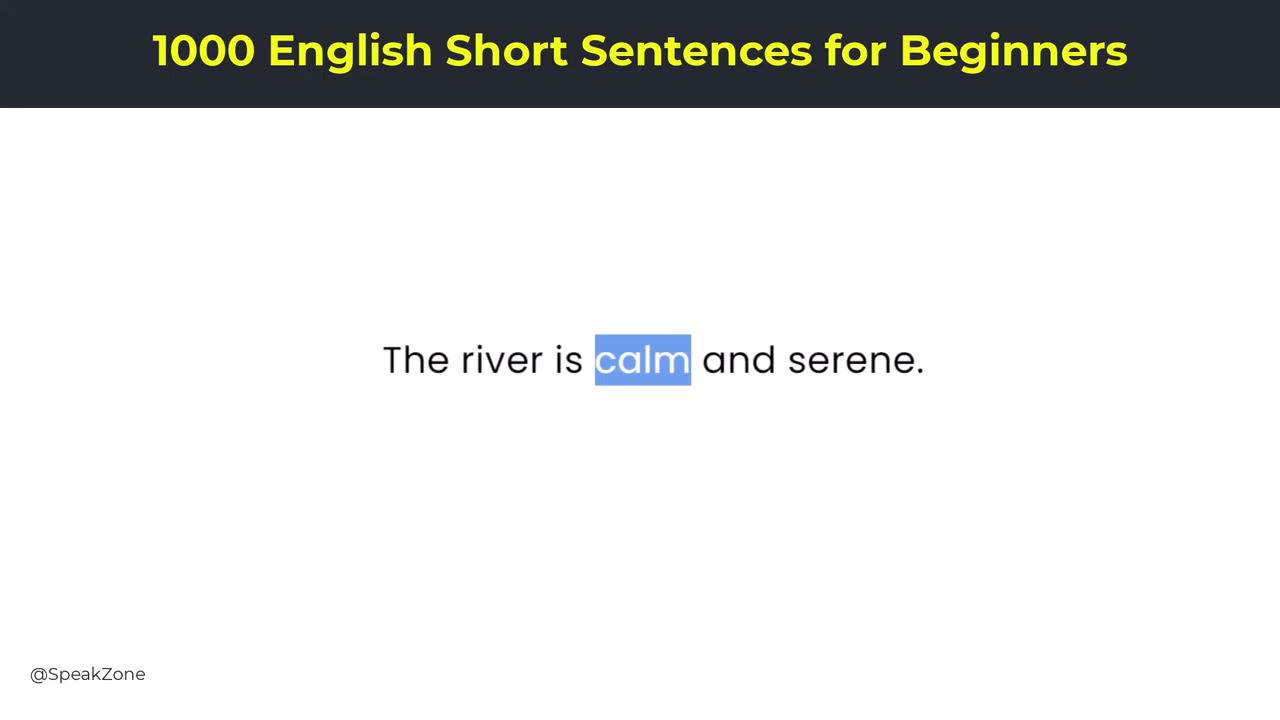 1000 English Short Sentences for Beginners
The river is calm and serene.
@SpeakZone